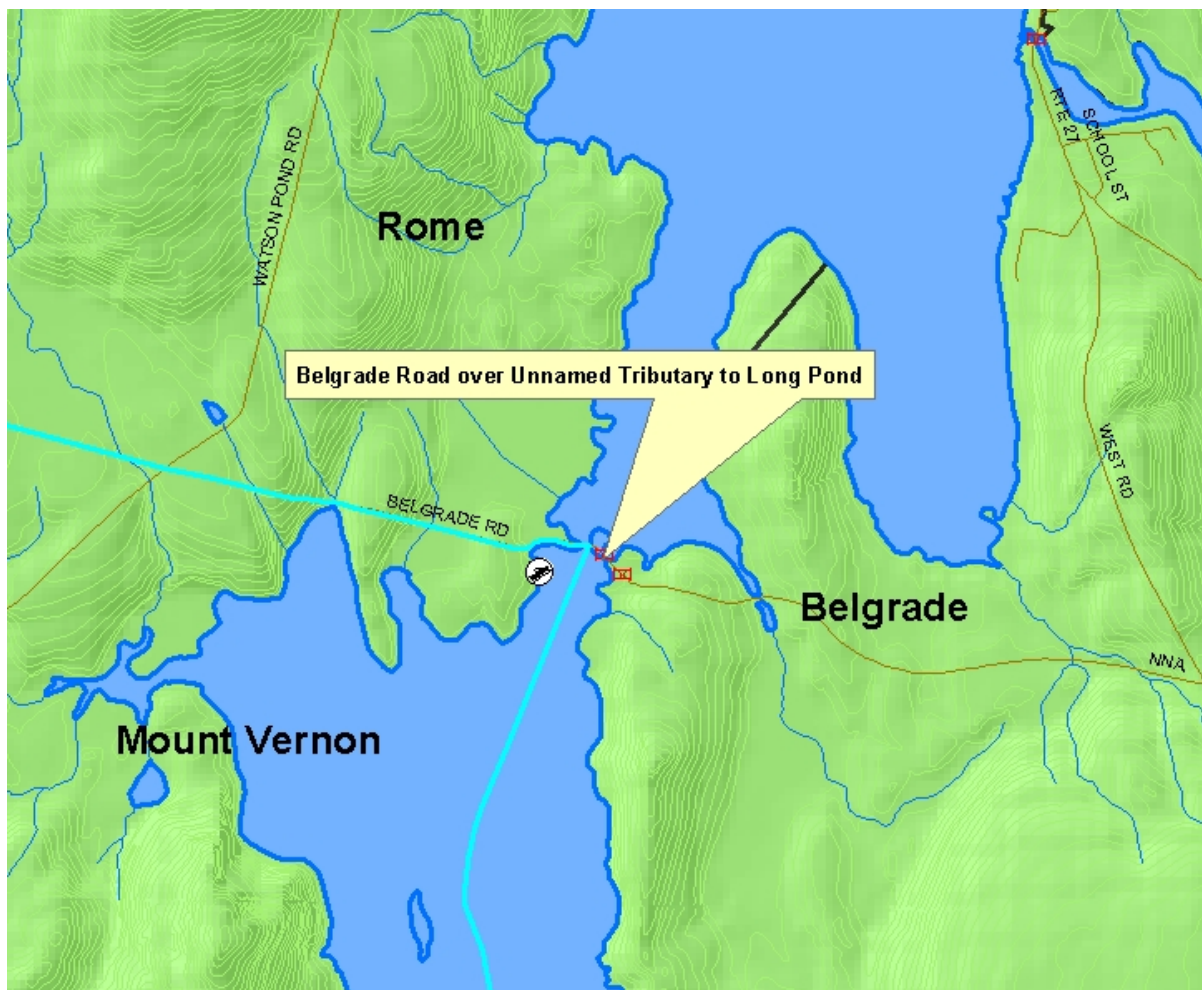 RTE 27
SCHOOL ST
WATSON POND RD
Rome
Belgrade Road over Unnamed Tributary to Long Pond
WEST RD
BELGRADE RD
Belgrade
NNA
Mount Vernon